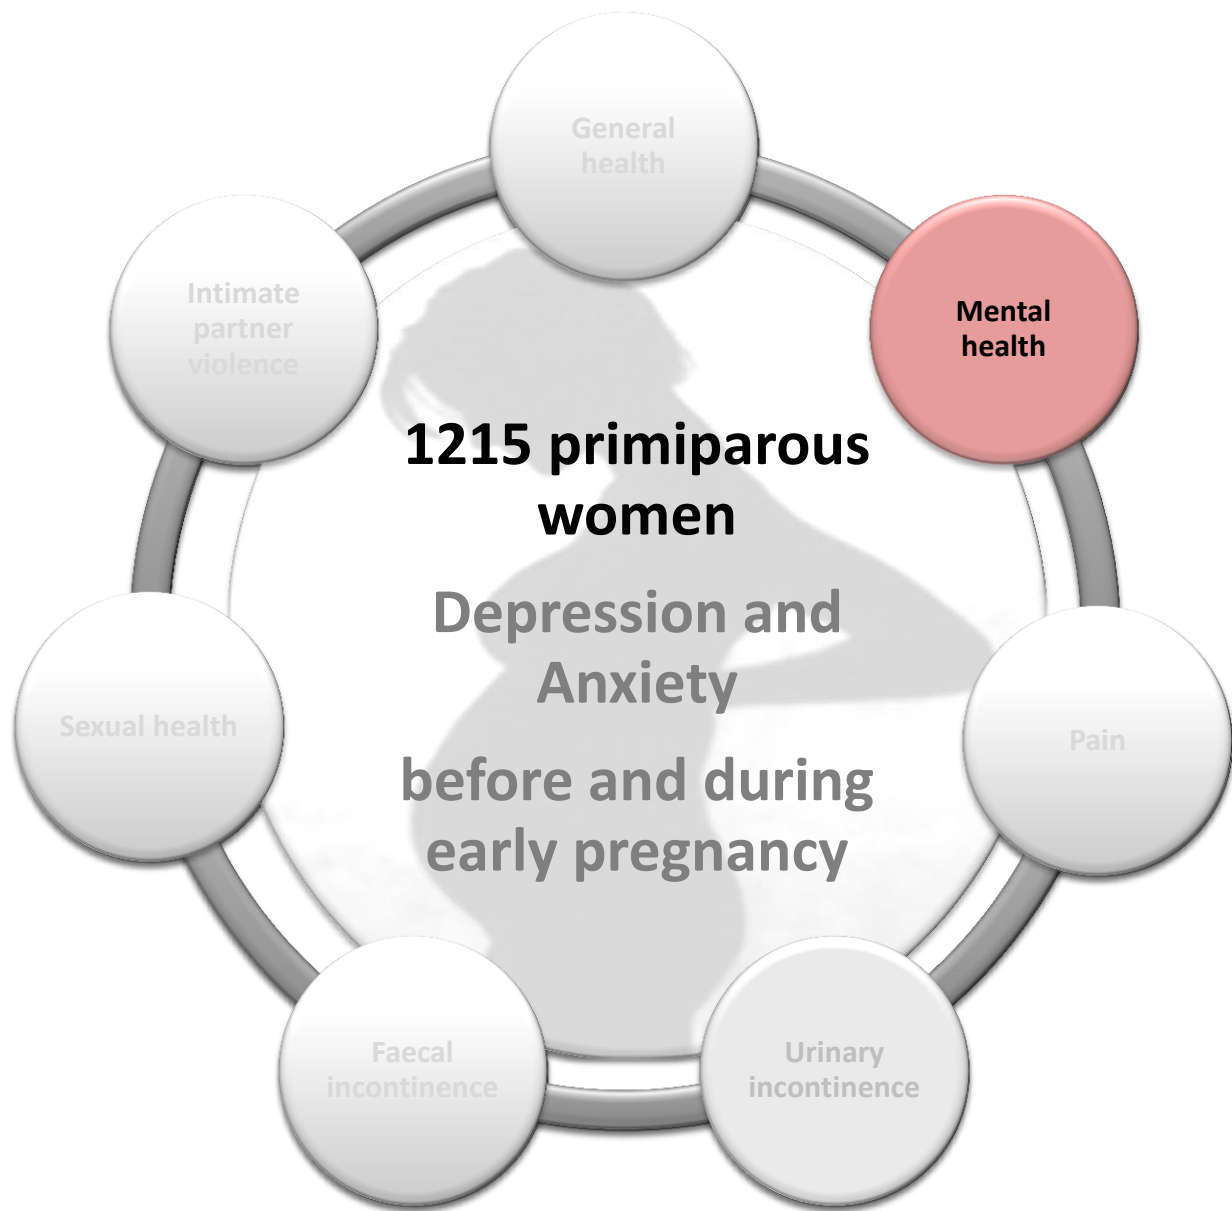 General
health
Intimate
partner
violence
Mental
health
1215 primiparous
women
Depression and
Anxiety
before and during
early pregnancy
Sexual health
Pain
Faecal
incontinence
Urinary
incontinence